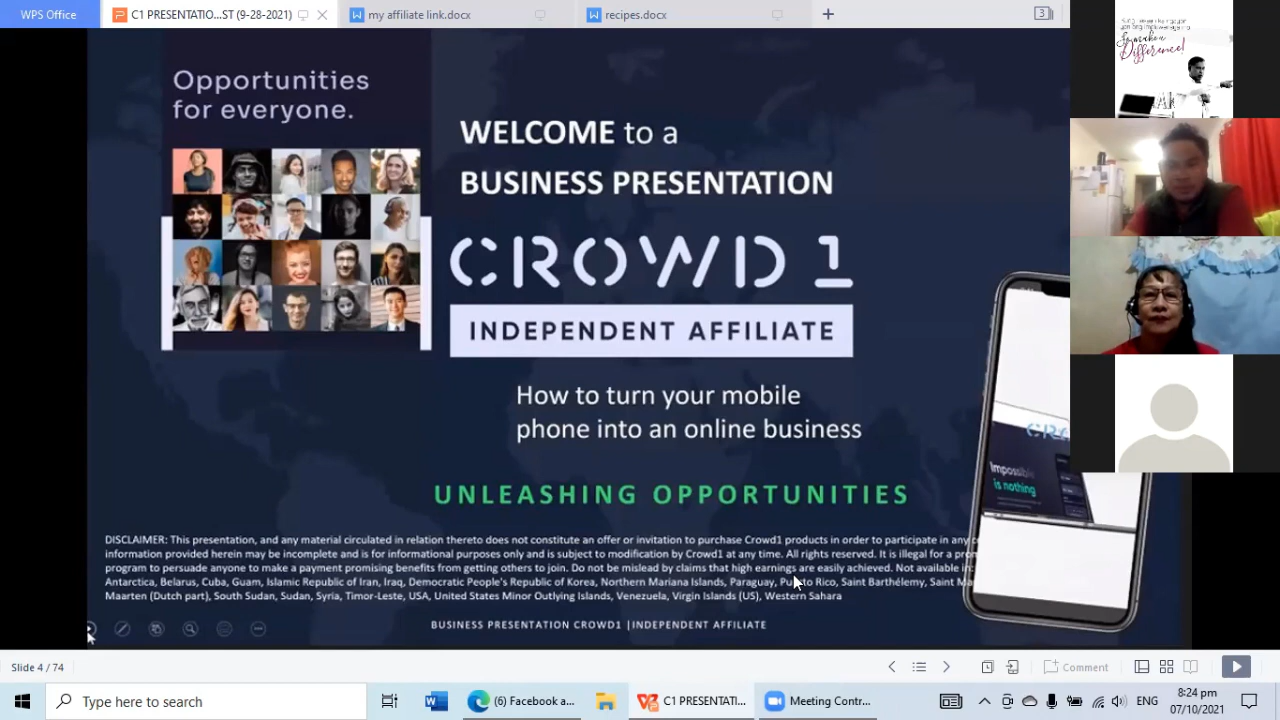 WPS Office
C1 PRESENTATIO...ST (9-28-2021)
my affiliate link.docx
recipes.docx
3
Opportunities
for everyone.
WELCOME to a
BUSINESS PRESENTATION
CROWD1
INDEPENDENT AFFILIATE
How to turn your mobile
phone into an online business
UNLEASHING OPPORTUNITIES
Impossible
is nothing
DISCLAIMER: This presentation, and any material circulated in relation thereto does not constitute an offer or invitation to purchase Crowd1 products in order to participate in any
information provided herein may be incomplete and is for informational purposes only and is subject to modification by Crowd1 at any time. All rights reserved. It is illegal for a
program to persuade anyone to make a payment promising benefits from getting others to join. Do not be mislead by claims that high earnings are easily achieved. Not available in:
Antarctica, Belarus, Cuba, Guam, Islamic Republic of Iran, Iraq, Democratic People's Republic of Korea, Northern Mariana Islands, Paraguay, Puerto Rico, Saint Barthélemy, Saint
Maarten (Dutch part), South Sudan, Sudan, Syria, Timor-Leste, USA, United States Minor Outlying Islands, Venezuela, Virgin Islands (US), Western Sahara
BUSINESS PRESENTATION CROWD1 |INDEPENDENT AFFILIATE
to make a
Difference!
Slide 4 / 74
Comment
Type here to search
(6) Facebook a...
C1 PRESENTATI...
Meeting Contr...
ENG
8:24 pm
07/10/2021